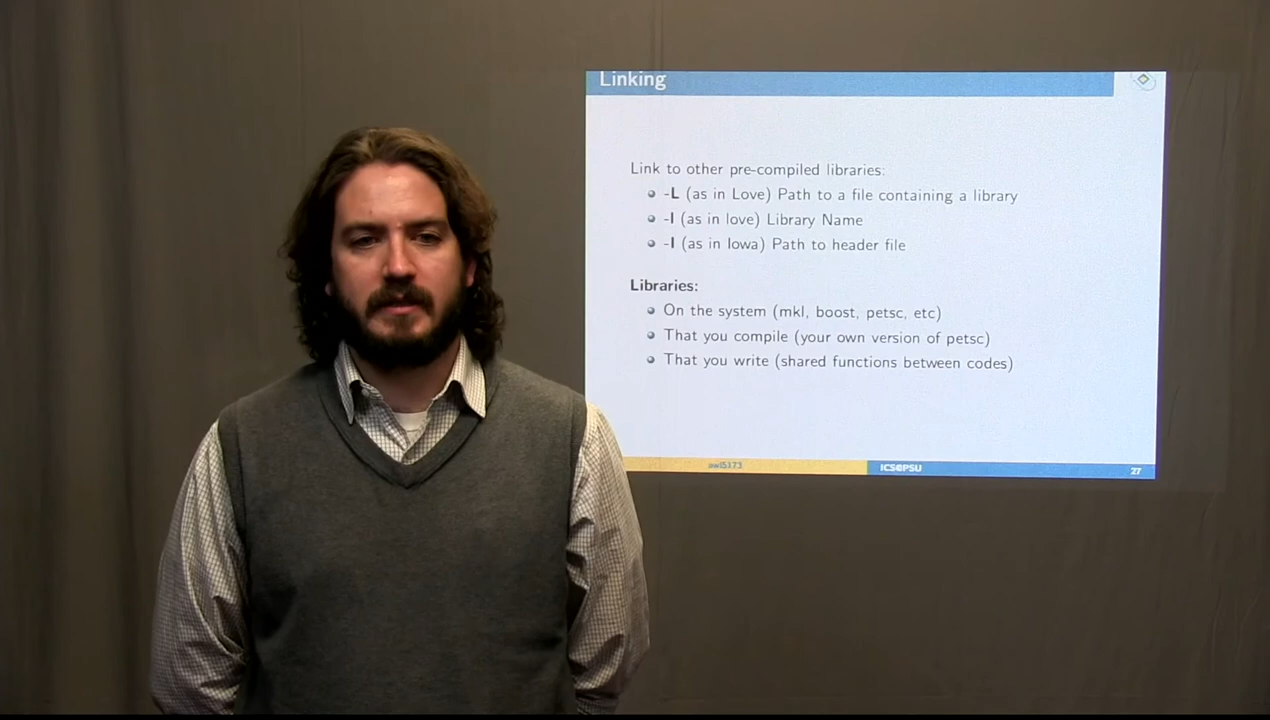 Linking
Link to other pre-compiled libraries:
-L (as in Love) Path to a file containing a library
-l (as in love) Library Name
-I (as in Iowa) Path to header file
Libraries:
On the system (mkl, boost, petsc, etc)
That you compile (your own version of petsc)
That you write (shared functions between codes)
awl5173
ICS@PSU
27